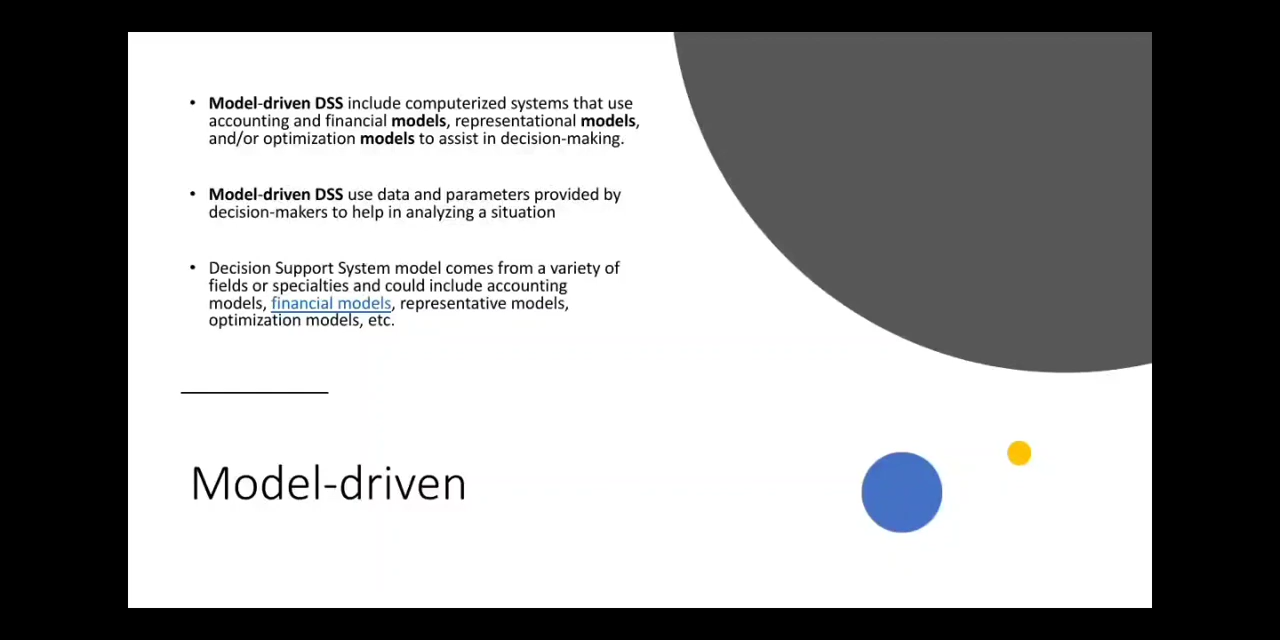 • Model-driven DSS include computerized systems that use
accounting and financial models, representational models,
and/or optimization models to assist in decision-making.
• Model-driven DSS use data and parameters provided by
decision-makers to help in analyzing a situation
• Decision Support System model comes from a variety of
fields or specialties and could include accounting
models, financial models, representative models,
optimization models, etc.
Model-driven